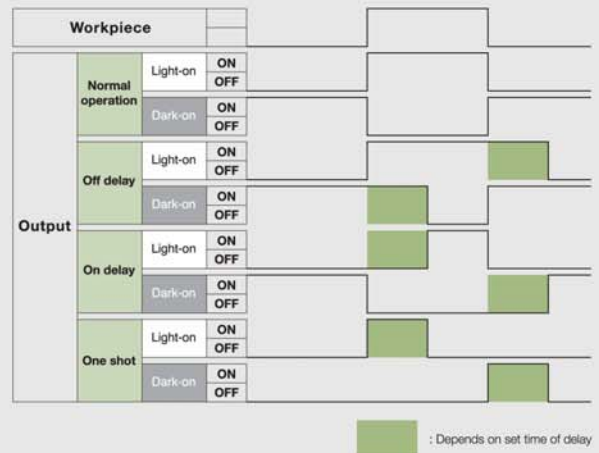 Workpiece
Output
Normal
operation
Light-on
ON
OFF
Dark-on
ON
OFF
Off delay
Light-on
ON
OFF
Dark-on
ON
OFF
On delay
Light-on
ON
OFF
Dark-on
ON
OFF
One shot
Light-on
ON
OFF
Dark-on
ON
OFF
: Depends on set time of delay